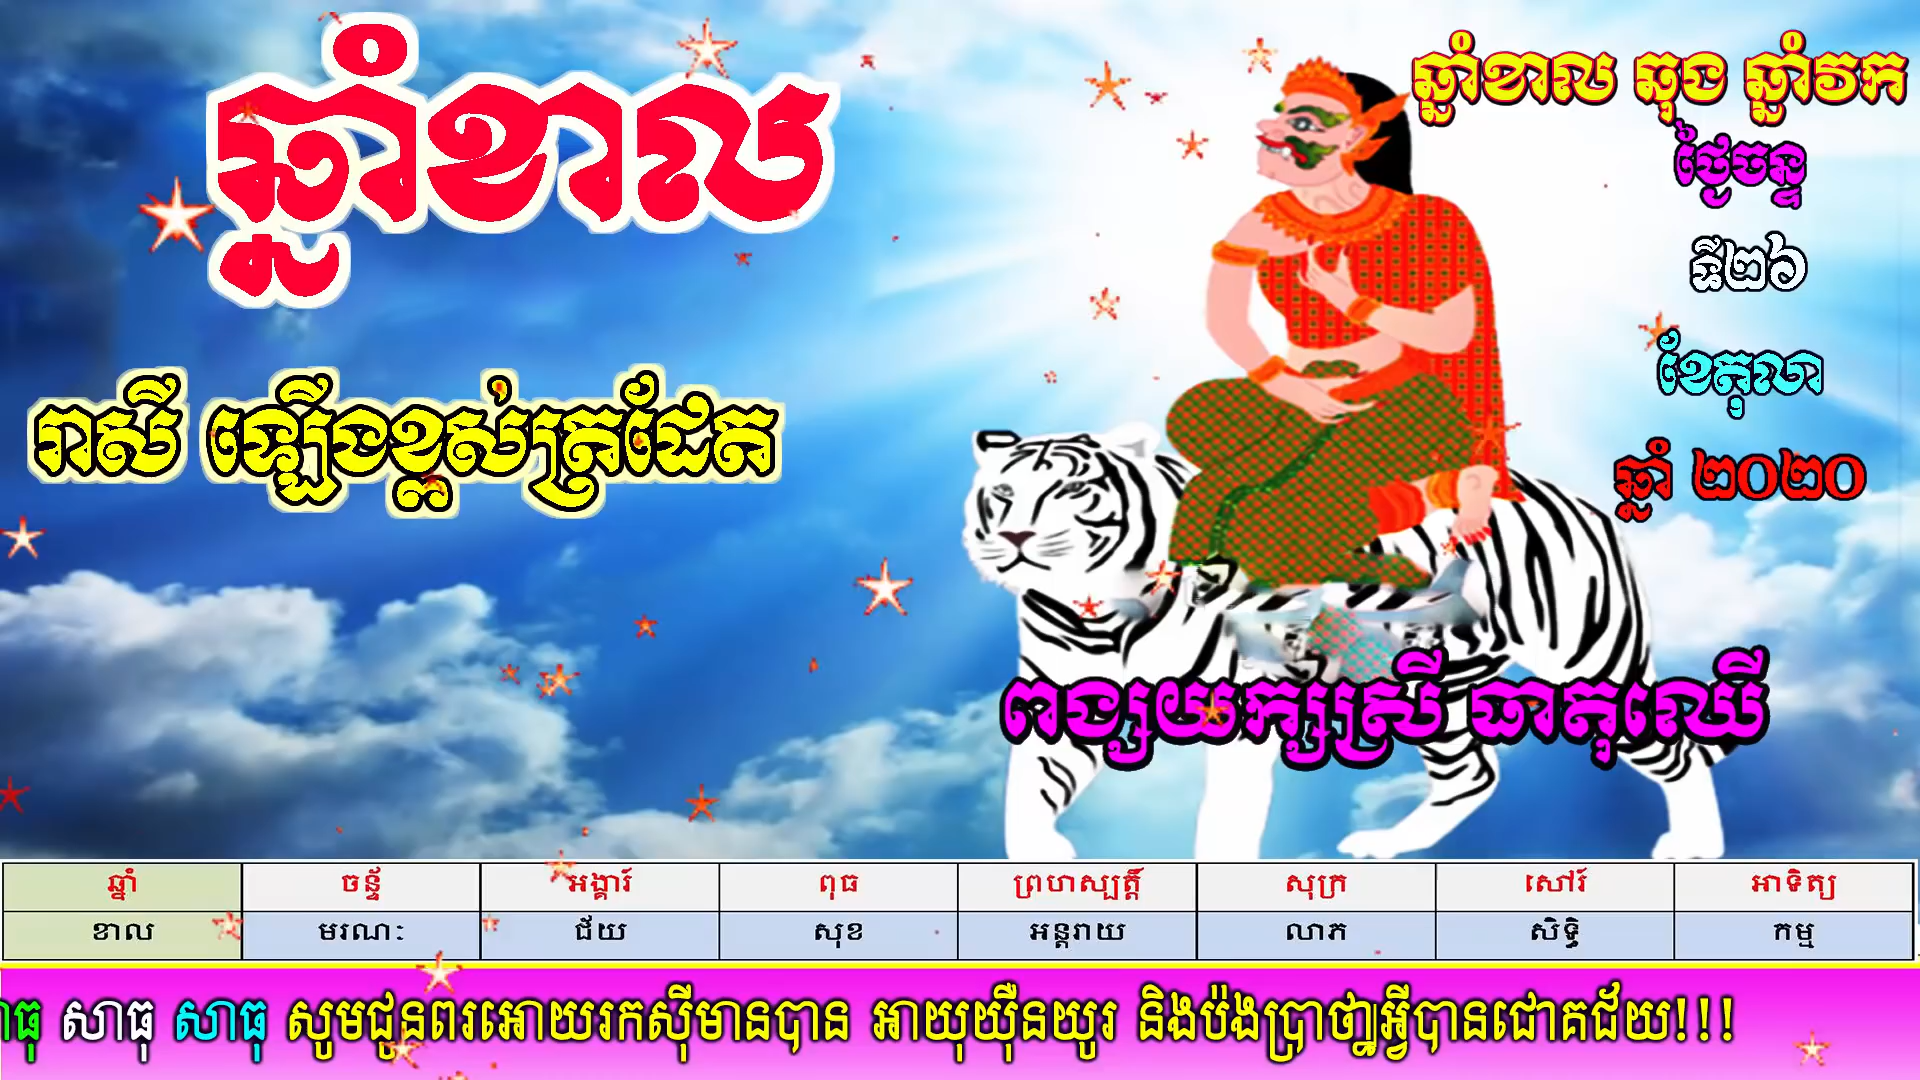 ឆ្នាំខាល
រាសី ឡើងខ្ពស់ត្រដែត
ឆ្នាំខាល ឆុង ឆ្នាំវក
ថ្ងៃចន្ទ
ទី២៦
ខែតុលា
ឆ្នាំ ២០២០
ពង្សយក្សស្រី ធាតុឈើ
ឆ្នាំ ចន្ទ័ អង្គារ៍ ពុធ ព្រហស្បត្តិ៍ សុក្រ សៅរ៍ អាទិត្យ
ខាល មរណៈ ជ័យ សុខ អន្តរាយ លាភ សិទ្ធិ កម្ម
សាធុ សាធុ សូមជូនពរអោយរកស៊ីមានបាន អាយុយ៉ឺនយូរ និងប៉ងប្រាថា្នអ្វីបានជោគជ័យ!!!